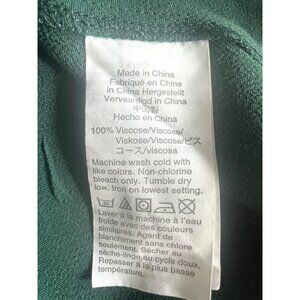 Made in China
Fabriqué en Chine
in China Hergestellt
Vervaardigd in China
中国製
Hecho en China
100% Viscose/Viscose/
Viskose/Viscose/ビス
コース/viscosa
Machine wash cold with
like colors. Non-chlorine
bleach only. Tumble dry
low. Iron on lowest setting.
Laver à la machine à l'eau
froide avec des couleurs
similaires. Agent de
blanchiment sans chlore
seulement. Sécher au
sèche-linge au cycle doux.
Repasser à la plus basse
température.